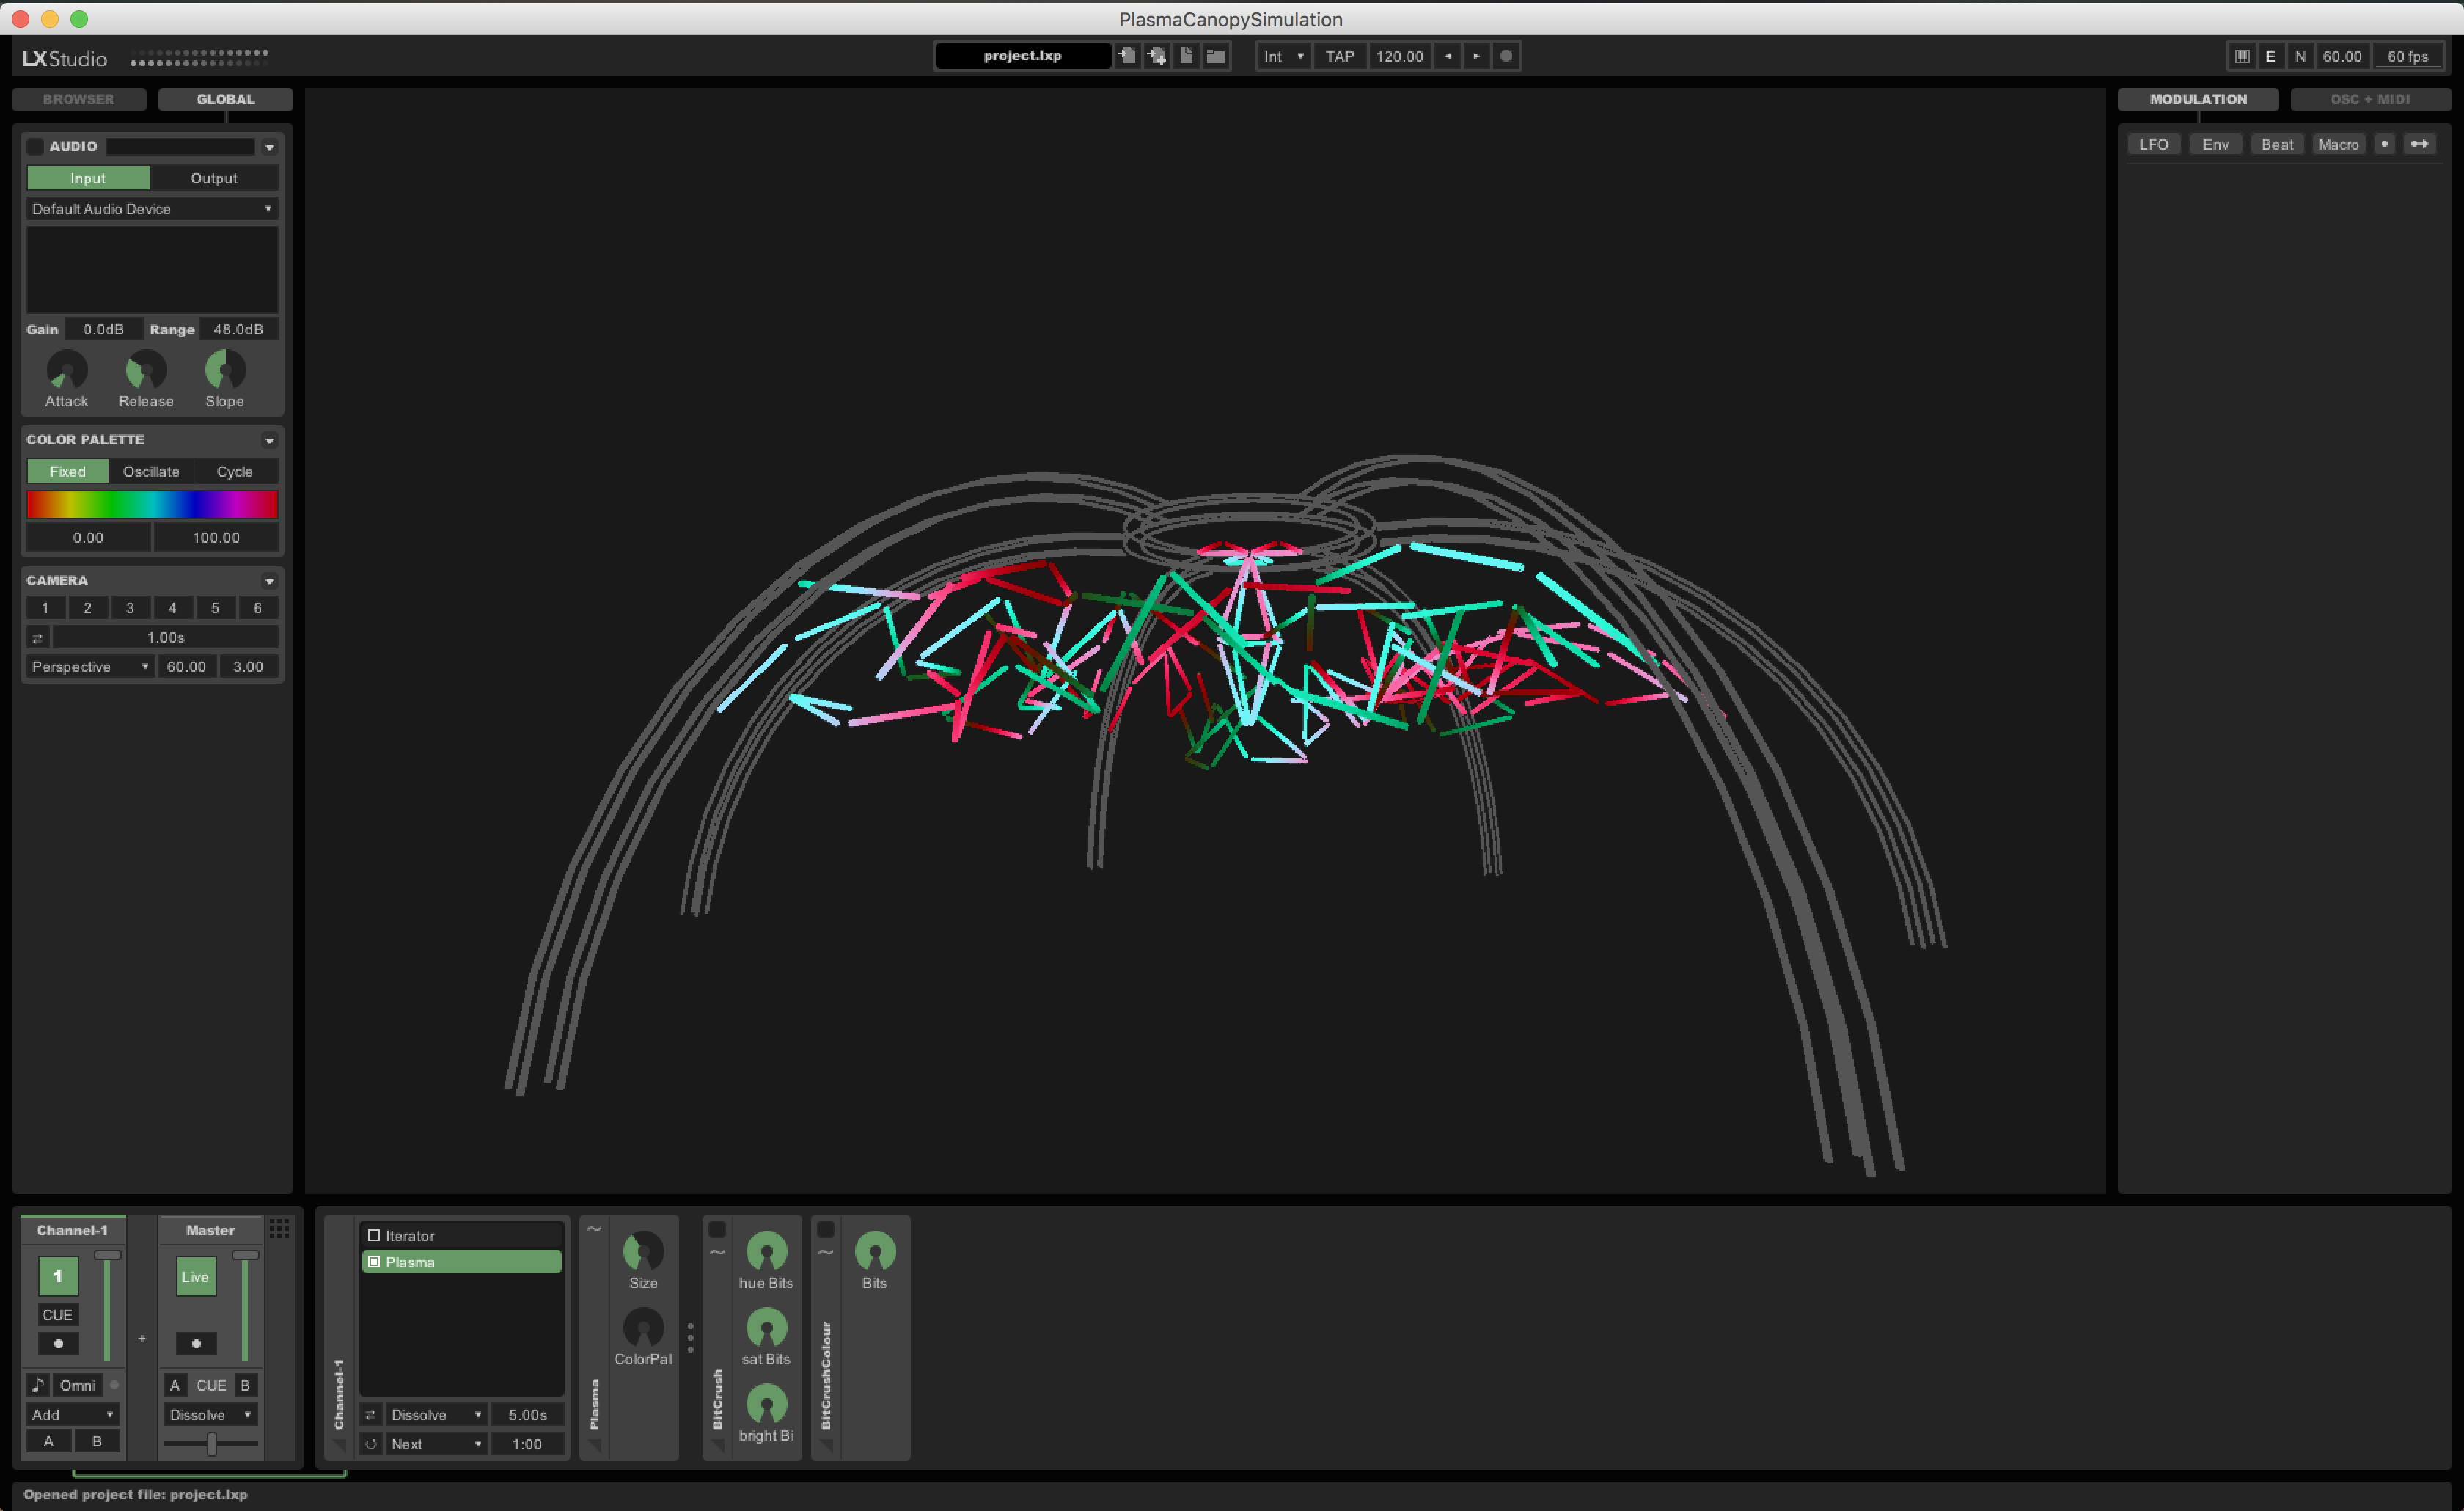 PlasmaCanopySimulation
LXStudio
project.lxp
Int TAP 120.00
E N 60.00 60 fps
BROWSER GLOBAL
MODULATION OSC + MIDI
AUDIO
Input Output
Default Audio Device
Gain 0.0dB Range 48.0dB
Attack Release Slope
COLOR PALETTE
Fixed Oscillate Cycle
0.00 100.00
CAMERA
1 2 3 4 5 6
1.00s
Perspective 60.00 3.00
LFO Env Beat Macro
Channel-1 Master
1 Live
CUE
Omni A CUE B
Add Dissolve
A B
+
Channel-1
Iterator
Plasma
Dissolve 5.00s
Next 1:00
Plasma
Size
ColorPal
BitCrush
hue Bits
sat Bits
bright Bi
BitCrushColour
Bits
Opened project file: project.lxp